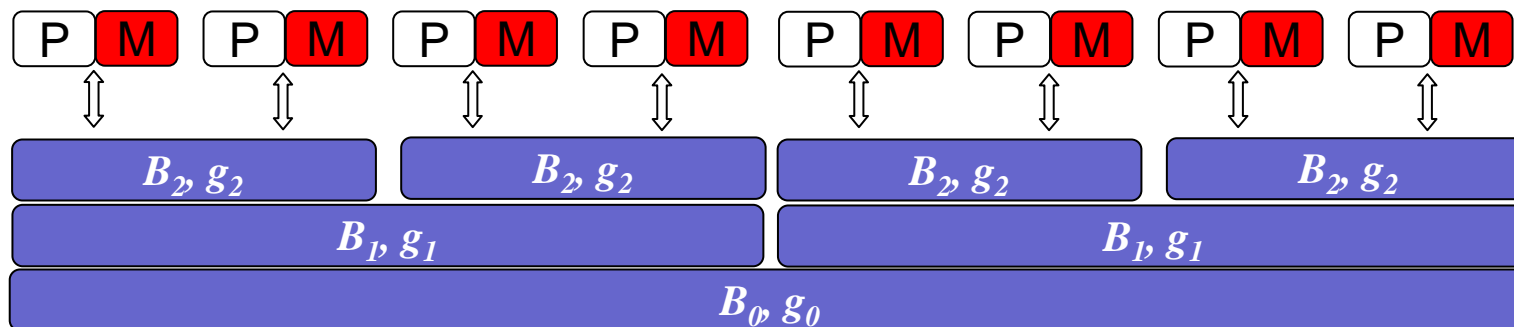 P M P M P M P M P M P M P M P M
B2, g2 B2, g2 B2, g2 B2, g2
B1, g1 B1, g1
B0, g0